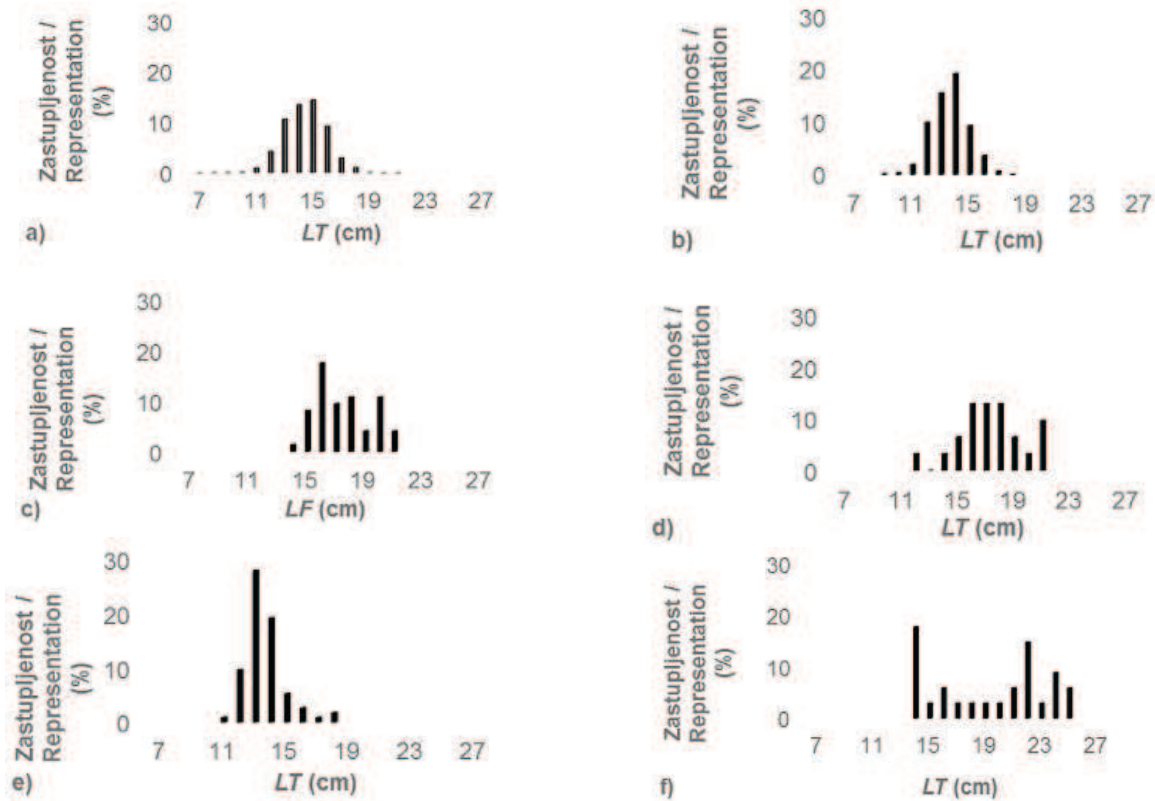 Zastupljenost /
Representation
(%)
30
20
10
0
7 11 15 19 23 27
LT (cm)
a)
Zastupljenost /
Representation
(%)
30
20
10
0
7 11 15 19 23 27
LT (cm)
b)
Zastupljenost /
Representation
(%)
30
20
10
0
7 11 15 19 23 27
LF (cm)
c)
Zastupljenost /
Representation
(%)
30
20
10
0
7 11 15 19 23 27
LT (cm)
d)
Zastupljenost /
Representation
(%)
30
20
10
0
7 11 15 19 23 27
LT (cm)
e)
Zastupljenost /
Representation
(%)
30
20
10
0
7 11 15 19 23 27
LT (cm)
f)